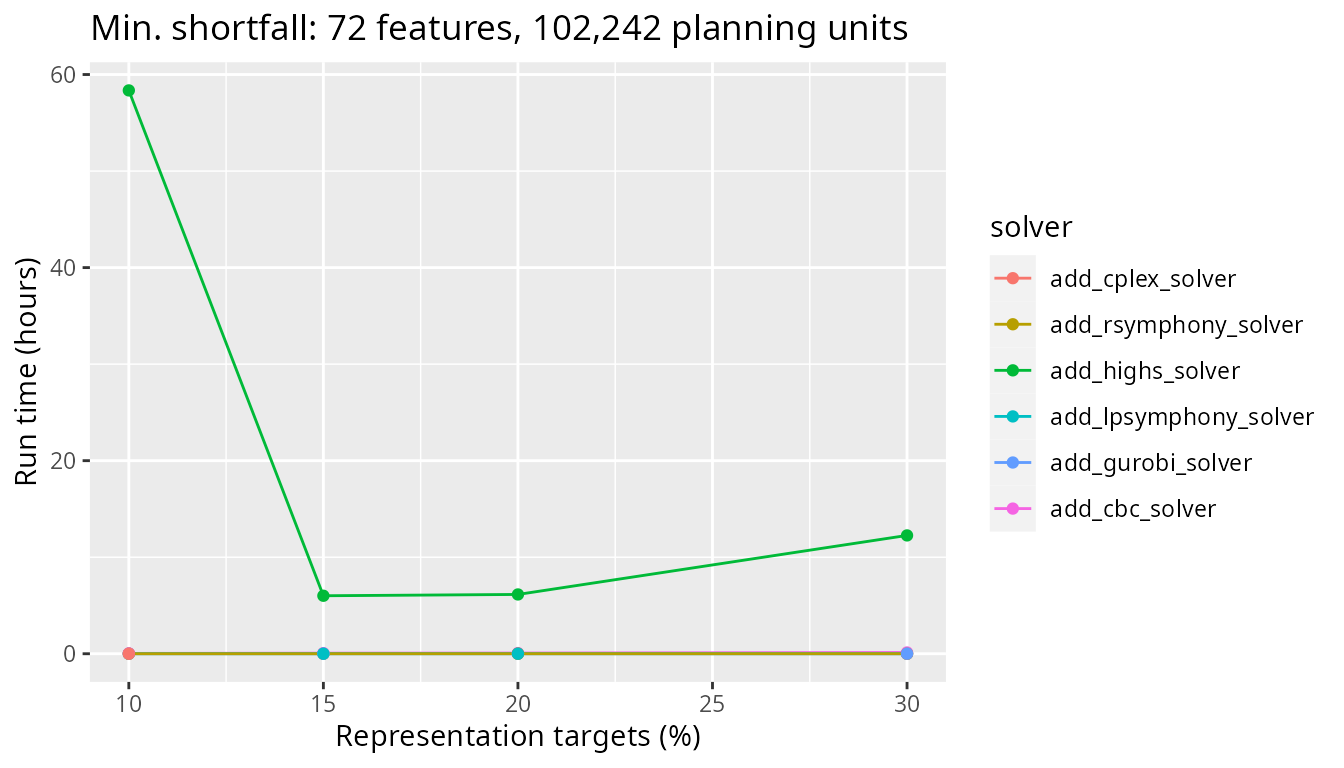 Min. shortfall: 72 features, 102,242 planning units
60
40
20
0
Run time (hours)
10 15 20 25 30
Representation targets (%)
solver
add_cplex_solver
add_rsymphony_solver
add_highs_solver
add_lpsymphony_solver
add_gurobi_solver
add_cbc_solver